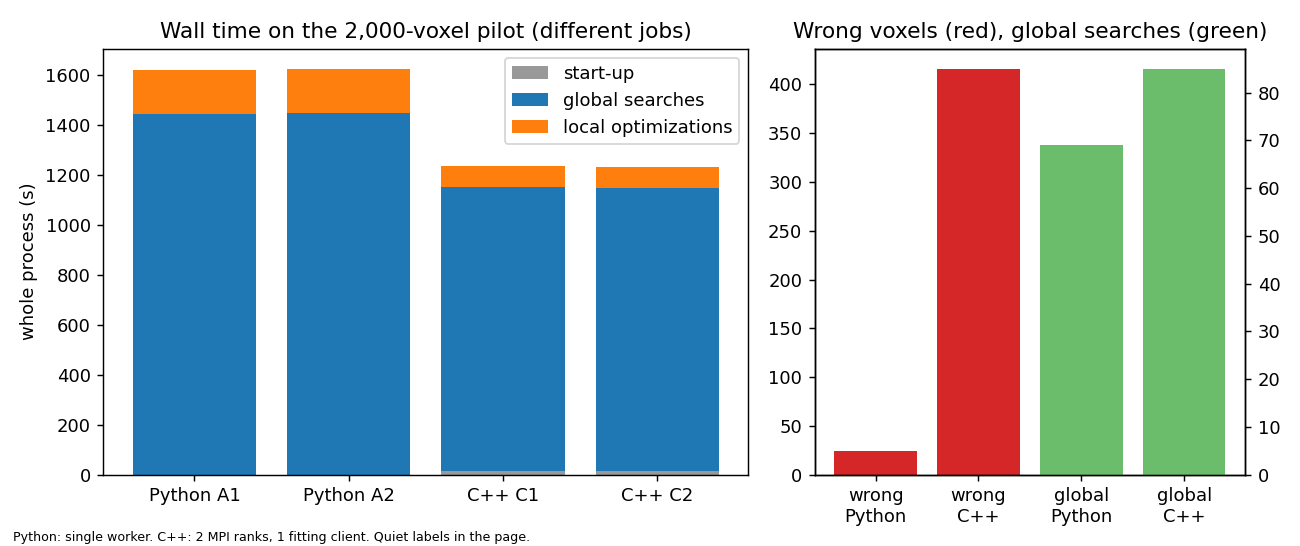 Wall time on the 2,000-voxel pilot (different jobs)
whole process (s)
1600
1400
1200
1000
800
600
400
200
0
start-up
global searches
local optimizations
Python A1
Python A2
C++ C1
C++ C2
Wrong voxels (red), global searches (green)
400
350
300
250
200
150
100
50
0
80
70
60
50
40
30
20
10
0
wrong
Python
wrong
C++
global
Python
global
C++
Python: single worker. C++: 2 MPI ranks, 1 fitting client. Quiet labels in the page.